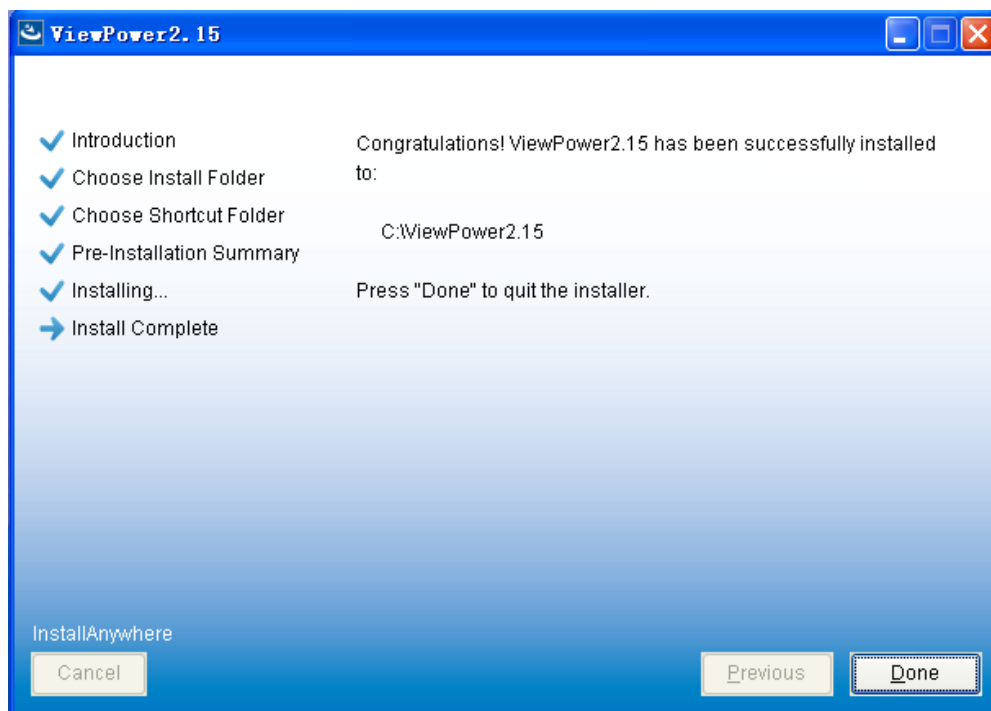 ViewPower2.15
Introduction
Choose Install Folder
Choose Shortcut Folder
Pre-Installation Summary
Installing...
Install Complete
Congratulations! ViewPower2.15 has been successfully installed
to:
C:\ViewPower2.15
Press "Done" to quit the installer.
InstallAnywhere
Cancel
Previous
Done